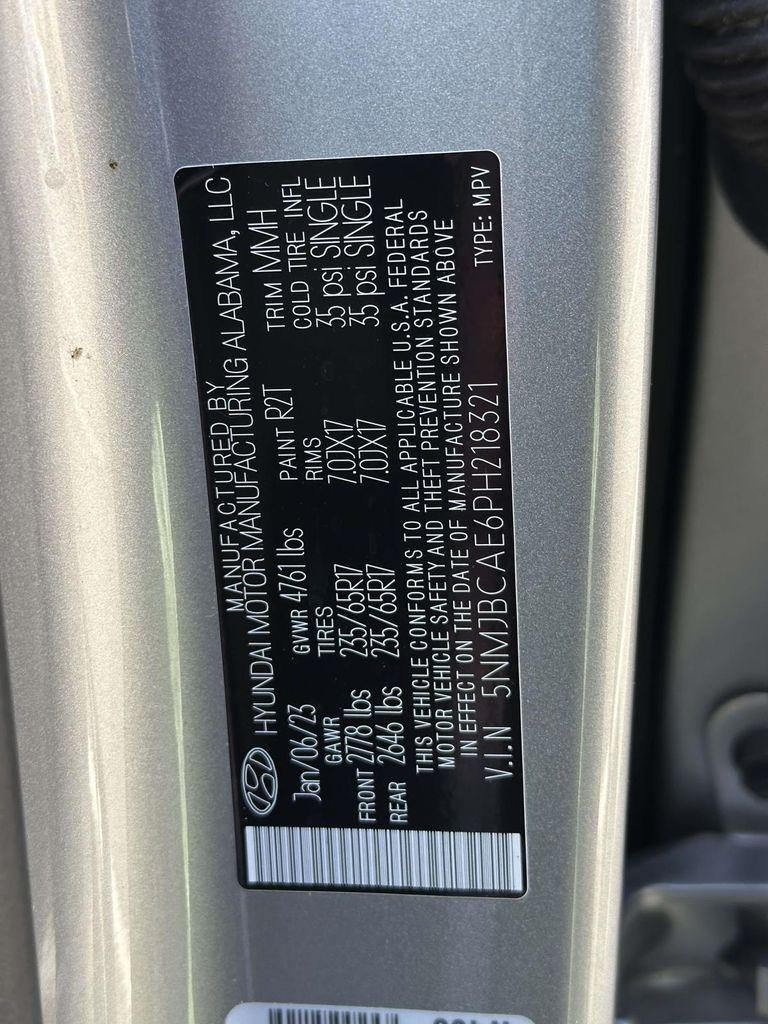 MANUFACTURED BY
HYUNDAI MOTOR MANUFACTURING ALABAMA, LLC
Jan/06/23 GVWR 4761 lbs PAINT R2T TRIM MMH
GAWR TIRES RIMS COLD TIRE INFL
FRONT 2778 lbs 235/65R17 7.0JX17 35 psi SINGLE
REAR 2646 lbs 235/65R17 7.0JX17 35 psi SINGLE
THIS VEHICLE CONFORMS TO ALL APPLICABLE U.S.A. FEDERAL
MOTOR VEHICLE SAFETY AND THEFT PREVENTION STANDARDS
IN EFFECT ON THE DATE OF MANUFACTURE SHOWN ABOVE
V.I.N 5NMJBCAE6PH218321 TYPE: MPV